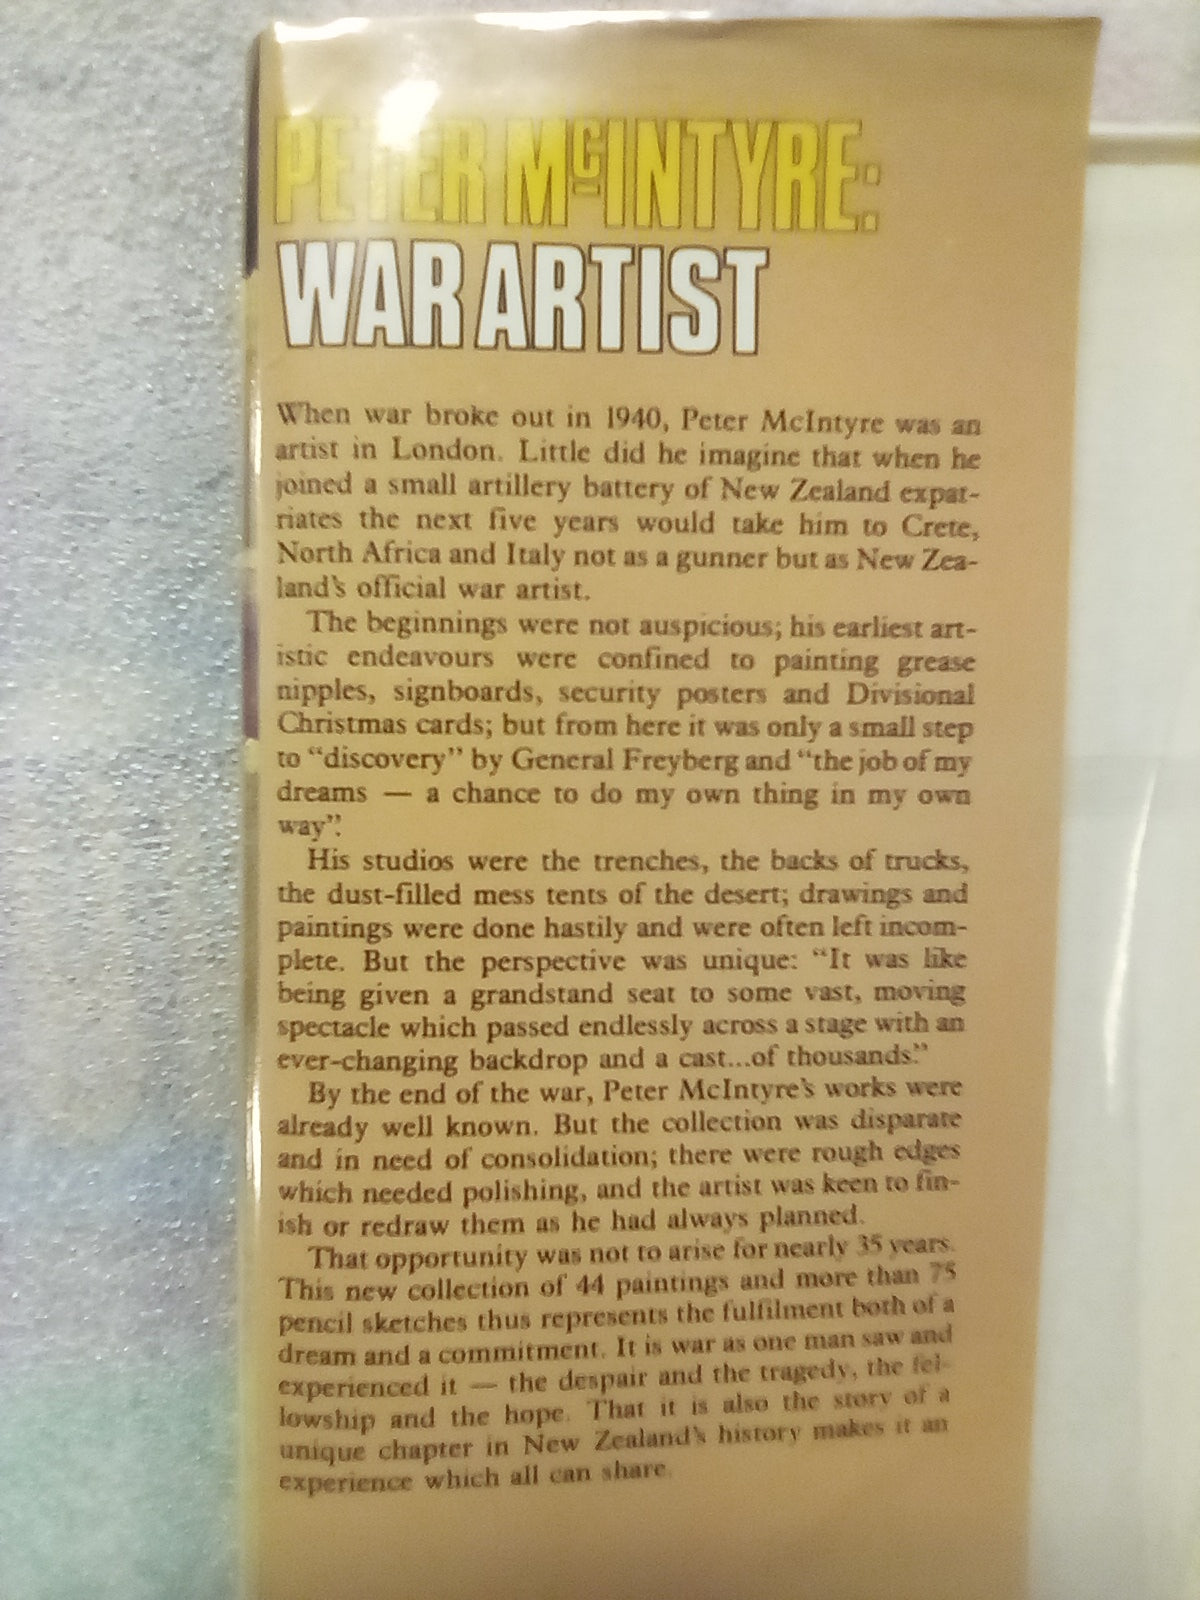 PETER McINTYRE:
WAR ARTIST
When war broke out in 1940, Peter McIntyre was an
artist in London. Little did he imagine that when he
joined a small artillery battery of New Zealand expat-
riates the next five years would take him to Crete,
North Africa and Italy not as a gunner but as New Zea-
land's official war artist.
The beginnings were not auspicious; his earliest art-
istic endeavours were confined to painting grease
nipples, signboards, security posters and Divisional
Christmas cards; but from here it was only a small step
to "discovery" by General Freyberg and "the job of my
dreams — a chance to do my own thing in my own
way".
His studios were the trenches, the backs of trucks,
the dust-filled mess tents of the desert; drawings and
paintings were done hastily and were often left incom-
plete. But the perspective was unique: "It was like
being given a grandstand seat to some vast, moving
spectacle which passed endlessly across a stage with an
ever-changing backdrop and a cast...of thousands."
By the end of the war, Peter McIntyre's works were
already well known. But the collection was disparate
and in need of consolidation; there were rough edges
which needed polishing, and the artist was keen to fin-
ish or redraw them as he had always planned.
That opportunity was not to arise for nearly 35 years.
This new collection of 44 paintings and more than 75
pencil sketches thus represents the fulfilment both of a
dream and a commitment. It is war as one man saw and
experienced it — the despair and the tragedy, the fel-
lowship and the hope. That it is also the story of a
unique chapter in New Zealand's history makes it an
experience which all can share.